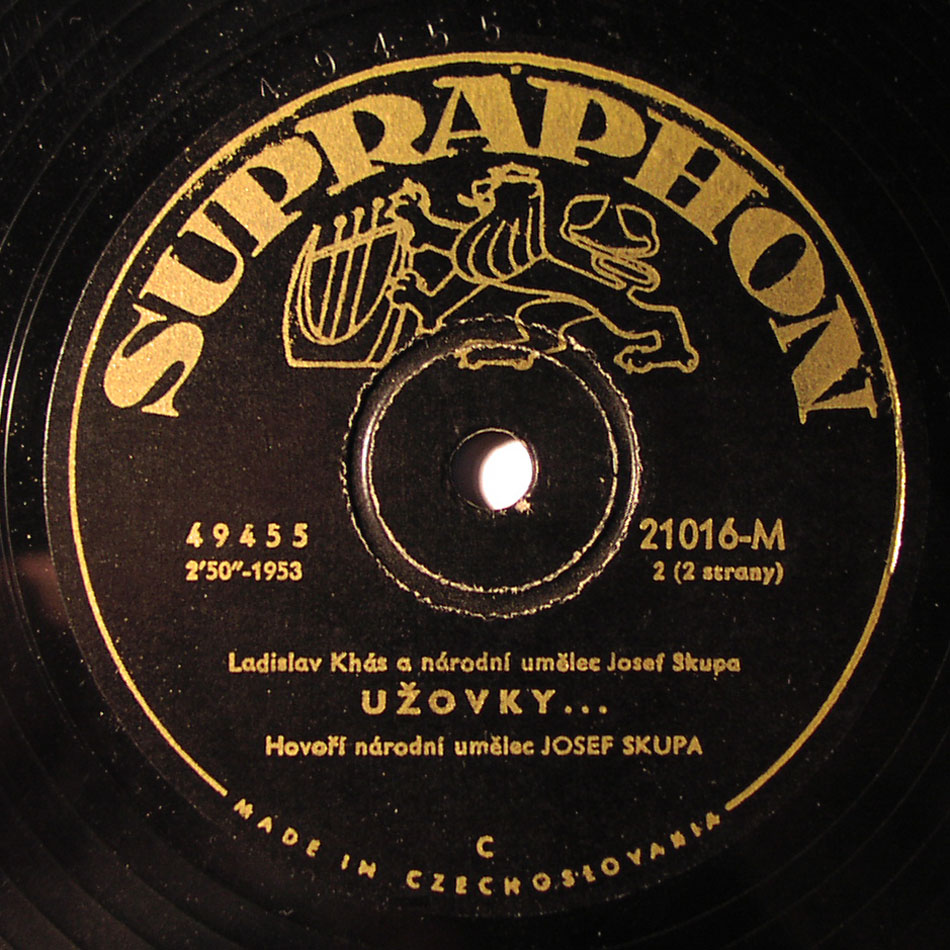 49455
SUPRAPHON
49455
2'50"-1953
21016-M
2 (2 strany)
Ladislav Khás a národní umělec Josef Skupa
UŽOVKY...
Hovoří národní umělec JOSEF SKUPA
C
MADE IN CZECHOSLOVAKIA